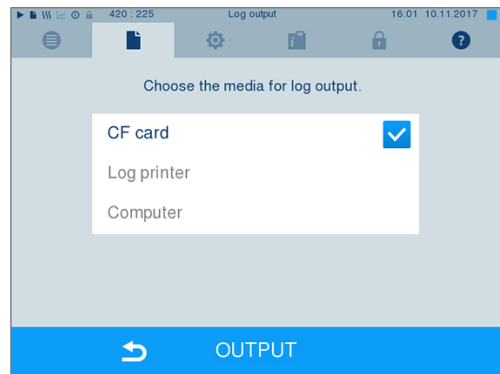 420 : 225 Log output 16:01 10.11.2017
Choose the media for log output.
CF card
Log printer
Computer
OUTPUT